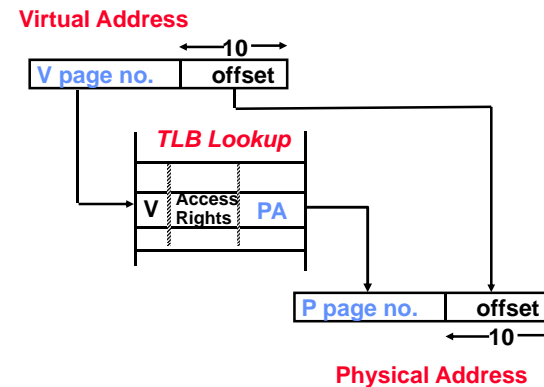 Virtual Address
10
V page no. offset
TLB Lookup
V Access Rights PA
P page no. offset
10
Physical Address